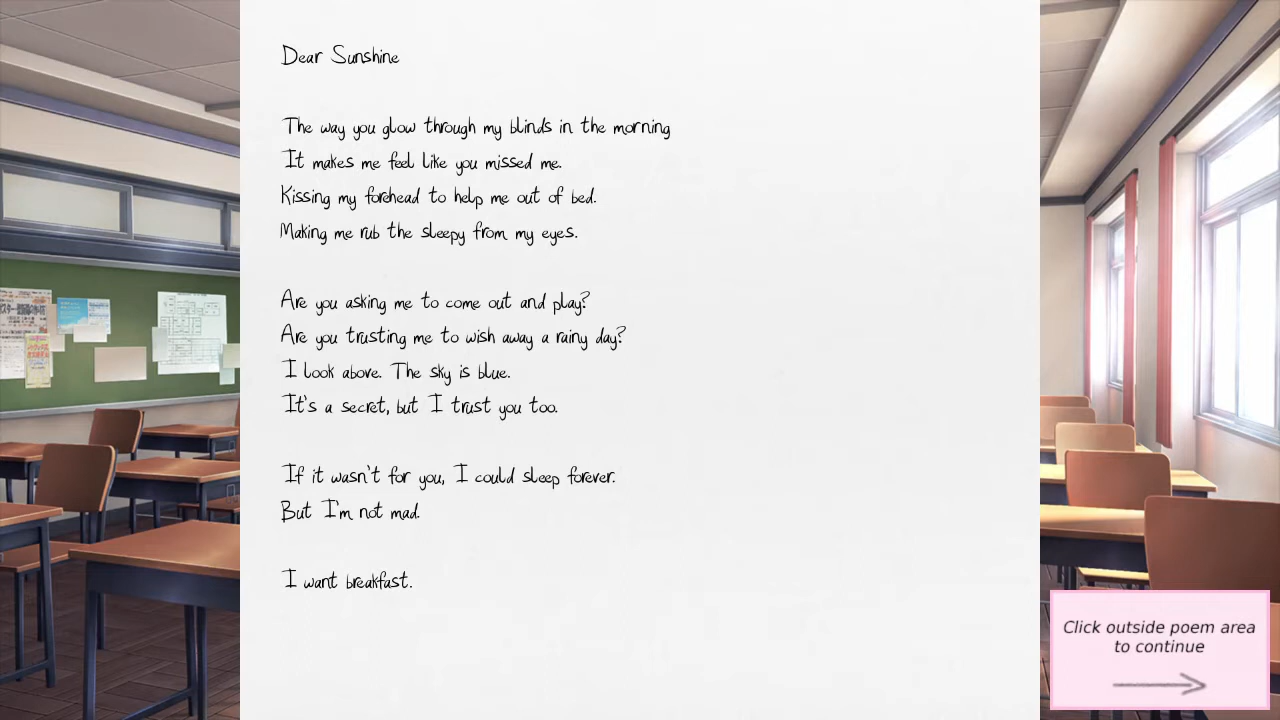 Dear Sunshine
The way you glow through my blinds in the morning
It makes me feel like you missed me.
Kissing my forehead to help me out of bed.
Making me rub the sleepy from my eyes.
Are you asking me to come out and play?
Are you trusting me to wish away a rainy day?
I look above. The sky is blue.
It's a secret, but I trust you too.
If it wasn't for you, I could sleep forever.
But I'm not mad.
I want breakfast.
Click outside poem area
to continue